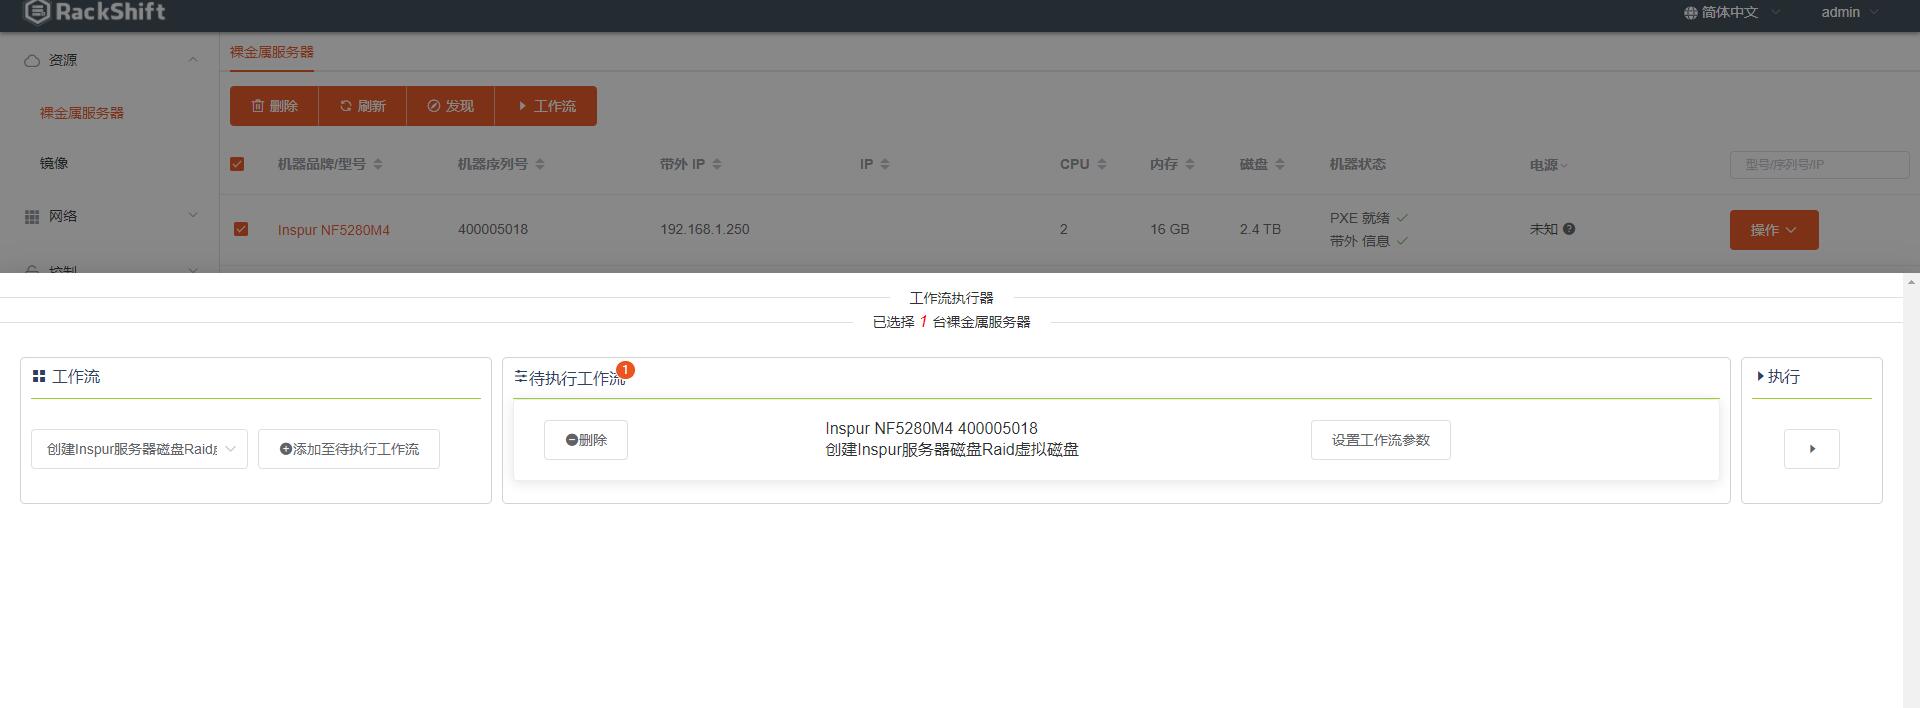 RackShift
简体中文
admin
资源
裸金属服务器
镜像
网络
控制
裸金属服务器
删除
刷新
发现
工作流
机器品牌/型号
机器序列号
带外 IP
IP
CPU
内存
磁盘
机器状态
电源
型号/序列号/IP
Inspur NF5280M4
400005018
192.168.1.250
2
16 GB
2.4 TB
PXE 就绪
带外 信息
未知
操作
工作流执行器
已选择 1 台裸金属服务器
工作流
创建Inspur服务器磁盘Raid
添加至待执行工作流
待执行工作流
1
删除
Inspur NF5280M4 400005018
创建Inspur服务器磁盘Raid虚拟磁盘
设置工作流参数
执行